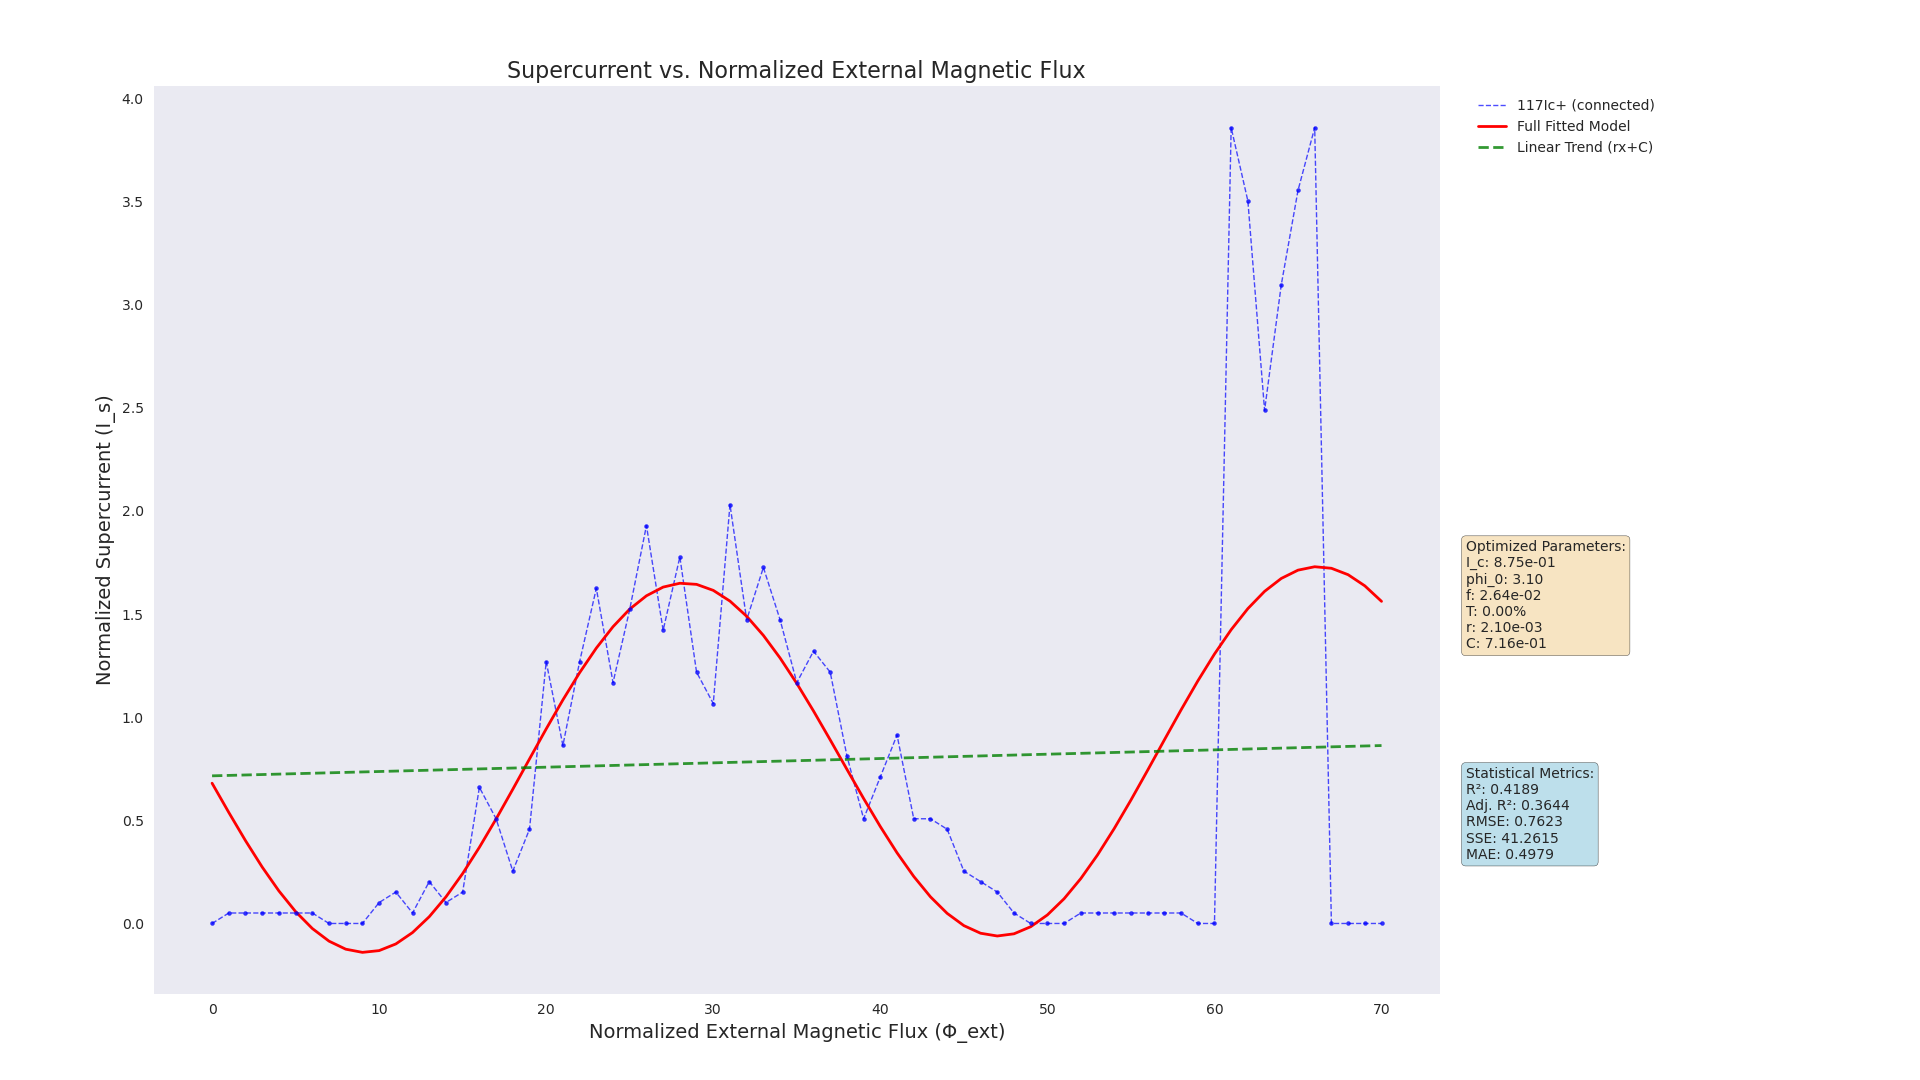 Supercurrent vs. Normalized External Magnetic Flux
4.0
3.5
3.0
2.5
2.0
1.5
1.0
0.5
0.0
Normalized Supercurrent (I_s)
0 10 20 30 40 50 60 70
Normalized External Magnetic Flux (Φ_ext)
117Ic+ (connected)
Full Fitted Model
Linear Trend (rx+C)
Optimized Parameters:
I_c: 8.75e-01
phi_0: 3.10
f: 2.64e-02
T: 0.00%
r: 2.10e-03
C: 7.16e-01
Statistical Metrics:
R²: 0.4189
Adj. R²: 0.3644
RMSE: 0.7623
SSE: 41.2615
MAE: 0.4979